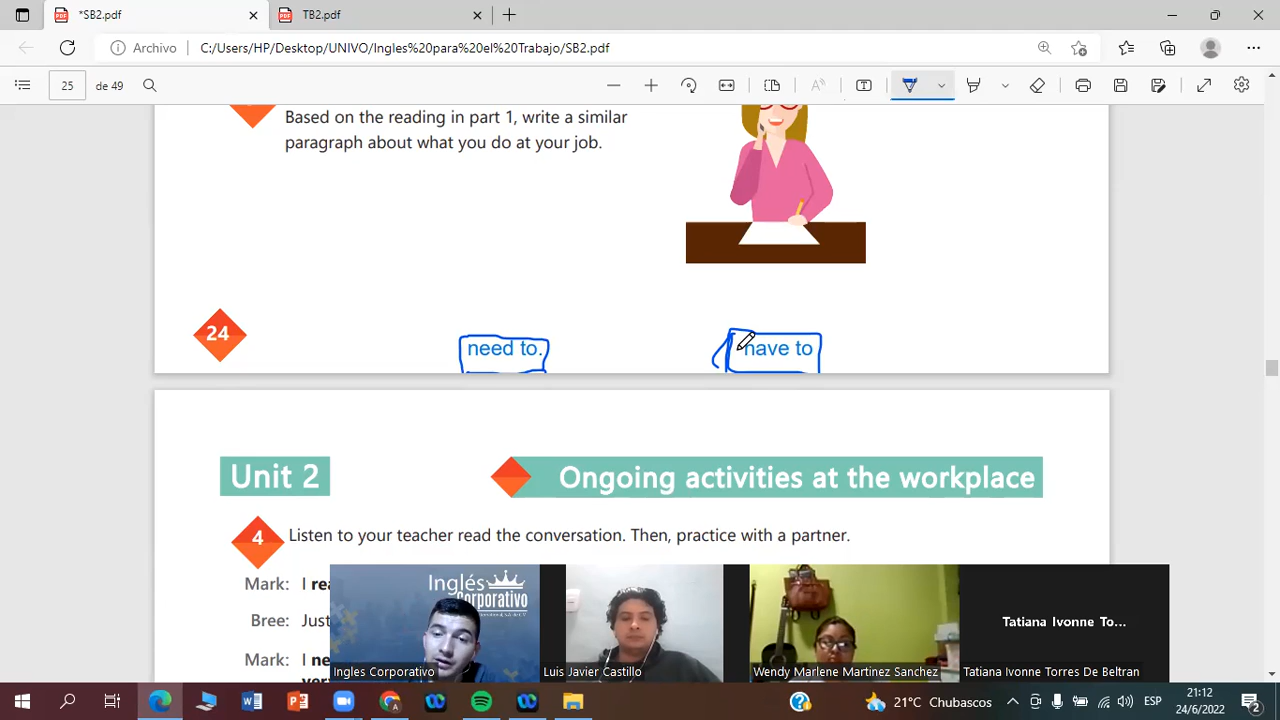 *SB2.pdf
TB2.pdf
Archivo
C:/Users/HP/Desktop/UNIVO/Ingles%20para%20el%20Trabajo/SB2.pdf
25 de 49
Based on the reading in part 1, write a similar
paragraph about what you do at your job.
24
need to.
have to
Unit 2
Ongoing activities at the workplace
4
Listen to your teacher read the conversation. Then, practice with a partner.
Mark: I
Bree: Just
Mark: I
Inglés
Corporativo
Ingles Corporativo
Luis Javier Castillo
Wendy Marlene Martinez Sanchez
Tatiana Ivonne To...
Tatiana Ivonne Torres De Beltran
21°C Chubascos
ESP
21:12
24/6/2022
2